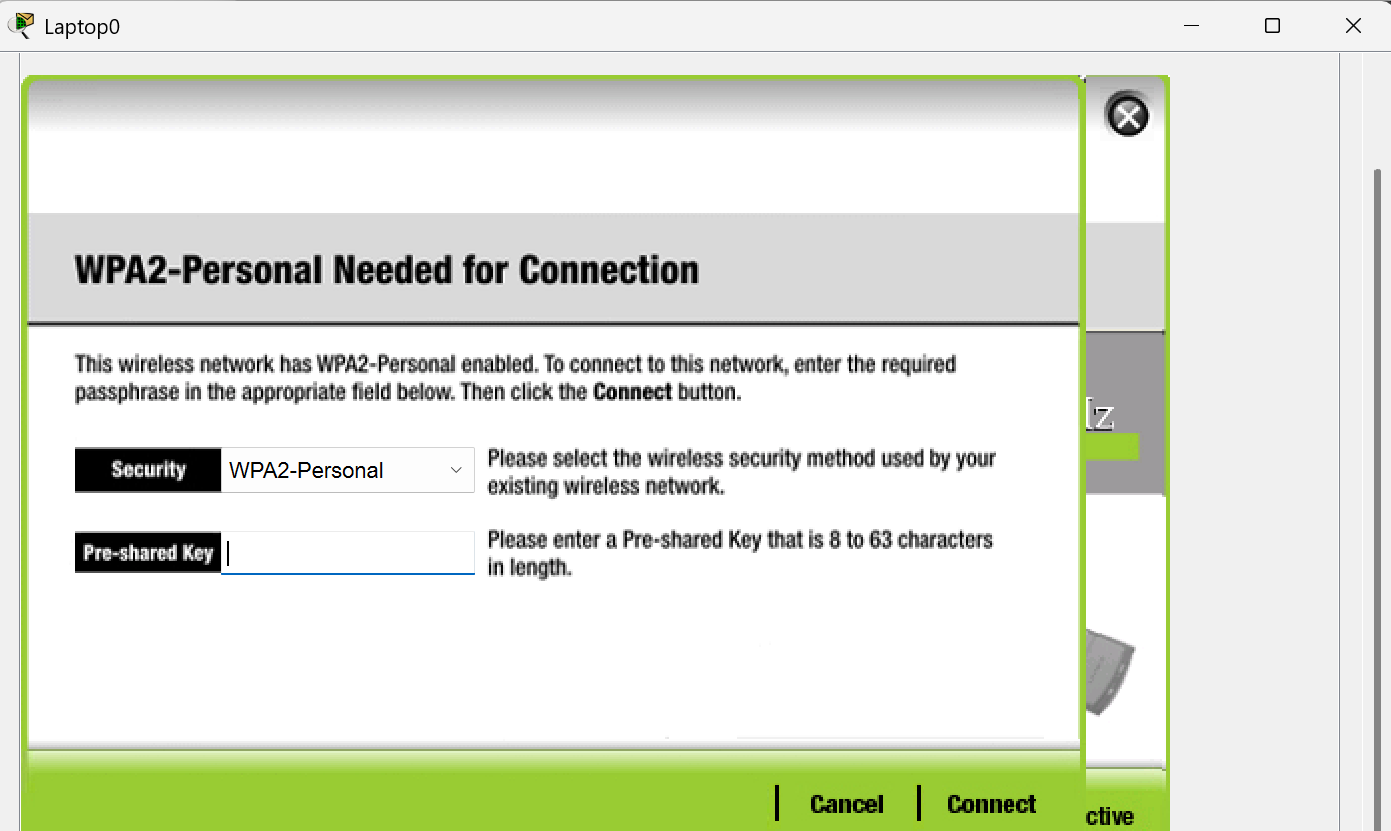 Laptop0
WPA2-Personal Needed for Connection
This wireless network has WPA2-Personal enabled. To connect to this network, enter the required
passphrase in the appropriate field below. Then click the Connect button.
Security
WPA2-Personal
Please select the wireless security method used by your
existing wireless network.
Pre-shared Key
Please enter a Pre-shared Key that is 8 to 63 characters
in length.
Cancel
Connect
ctive